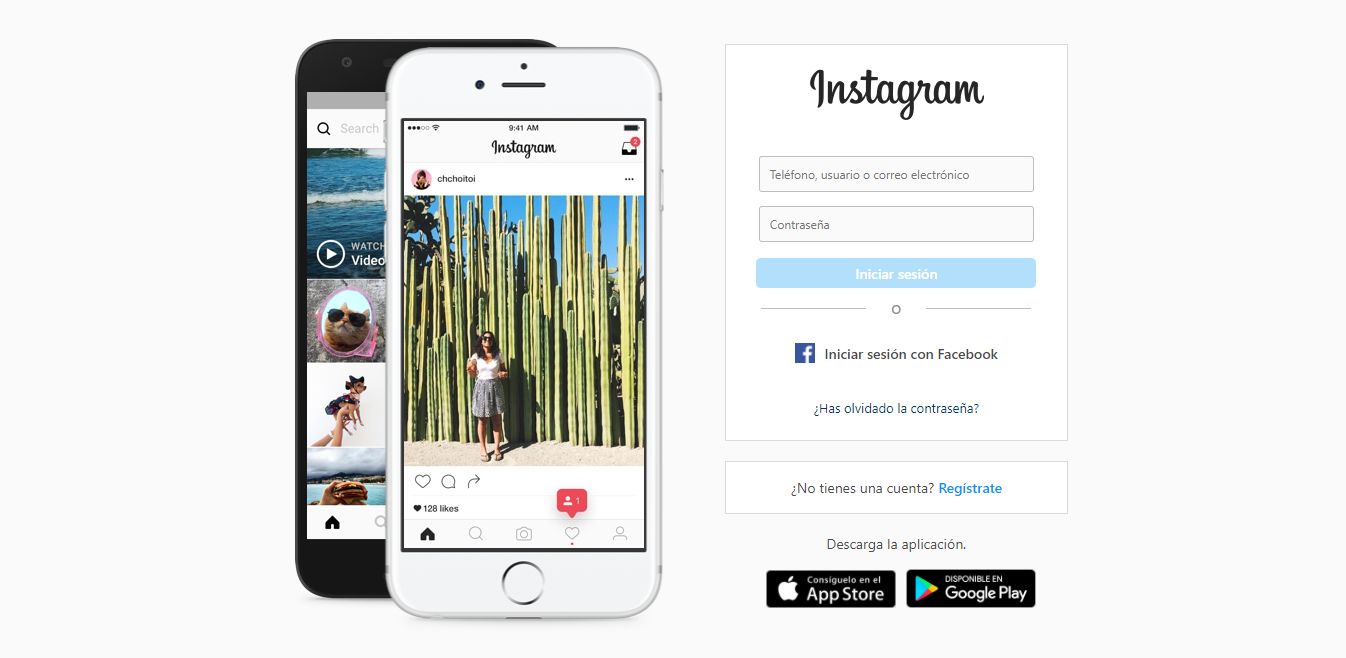 Search
WATCH
Video
9:41 AM
Instagram
2
chchoitoi
1
128 likes
Instagram
Teléfono, usuario o correo electrónico
Contraseña
Iniciar sesión
O
Iniciar sesión con Facebook
¿Has olvidado la contraseña?
¿No tienes una cuenta? Regístrate
Descarga la aplicación.
Consíguelo en el
App Store
DISPONIBLE EN
Google Play